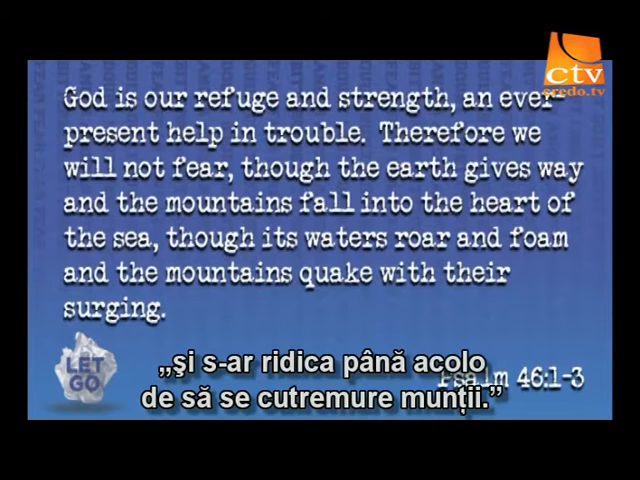 ctv
credo.tv
God is our refuge and strength, an ever-
present help in trouble. Therefore we
will not fear, though the earth gives way
and the mountains fall into the heart of
the sea, though its waters roar and foam
and the mountains quake with their
surging.
LET
GO
„şi s-ar ridica până acolo
Psalm 46:1-3
de să se cutremure munţii.”